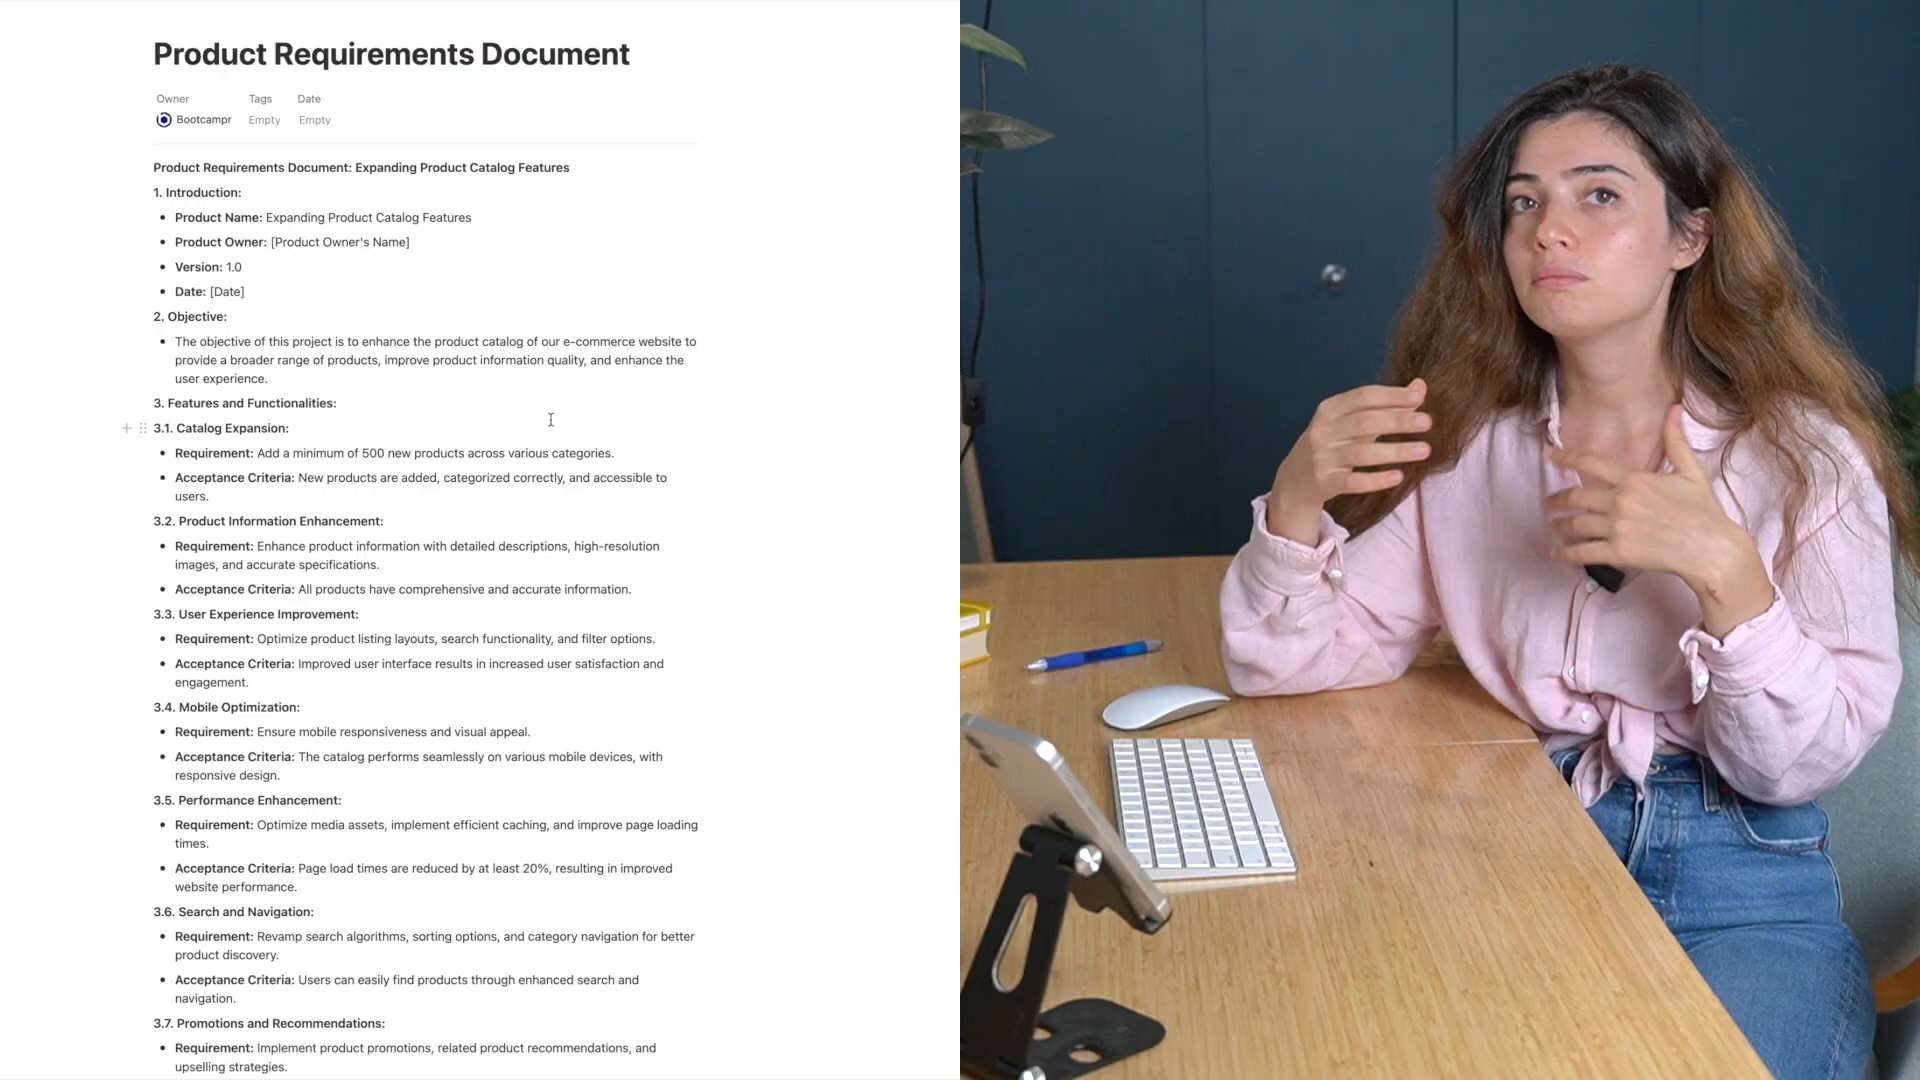 Product Requirements Document
Owner Tags Date
Bootcampr Empty Empty
Product Requirements Document: Expanding Product Catalog Features
1. Introduction:
• Product Name: Expanding Product Catalog Features
• Product Owner: [Product Owner's Name]
• Version: 1.0
• Date: [Date]
2. Objective:
• The objective of this project is to enhance the product catalog of our e-commerce website to
provide a broader range of products, improve product information quality, and enhance the
user experience.
3. Features and Functionalities:
3.1. Catalog Expansion:
• Requirement: Add a minimum of 500 new products across various categories.
• Acceptance Criteria: New products are added, categorized correctly, and accessible to
users.
3.2. Product Information Enhancement:
• Requirement: Enhance product information with detailed descriptions, high-resolution
images, and accurate specifications.
• Acceptance Criteria: All products have comprehensive and accurate information.
3.3. User Experience Improvement:
• Requirement: Optimize product listing layouts, search functionality, and filter options.
• Acceptance Criteria: Improved user interface results in increased user satisfaction and
engagement.
3.4. Mobile Optimization:
• Requirement: Ensure mobile responsiveness and visual appeal.
• Acceptance Criteria: The catalog performs seamlessly on various mobile devices, with
responsive design.
3.5. Performance Enhancement:
• Requirement: Optimize media assets, implement efficient caching, and improve page loading
times.
• Acceptance Criteria: Page load times are reduced by at least 20%, resulting in improved
website performance.
3.6. Search and Navigation:
• Requirement: Revamp search algorithms, sorting options, and category navigation for better
product discovery.
• Acceptance Criteria: Users can easily find products through enhanced search and
navigation.
3.7. Promotions and Recommendations:
• Requirement: Implement product promotions, related product recommendations, and
upselling strategies.